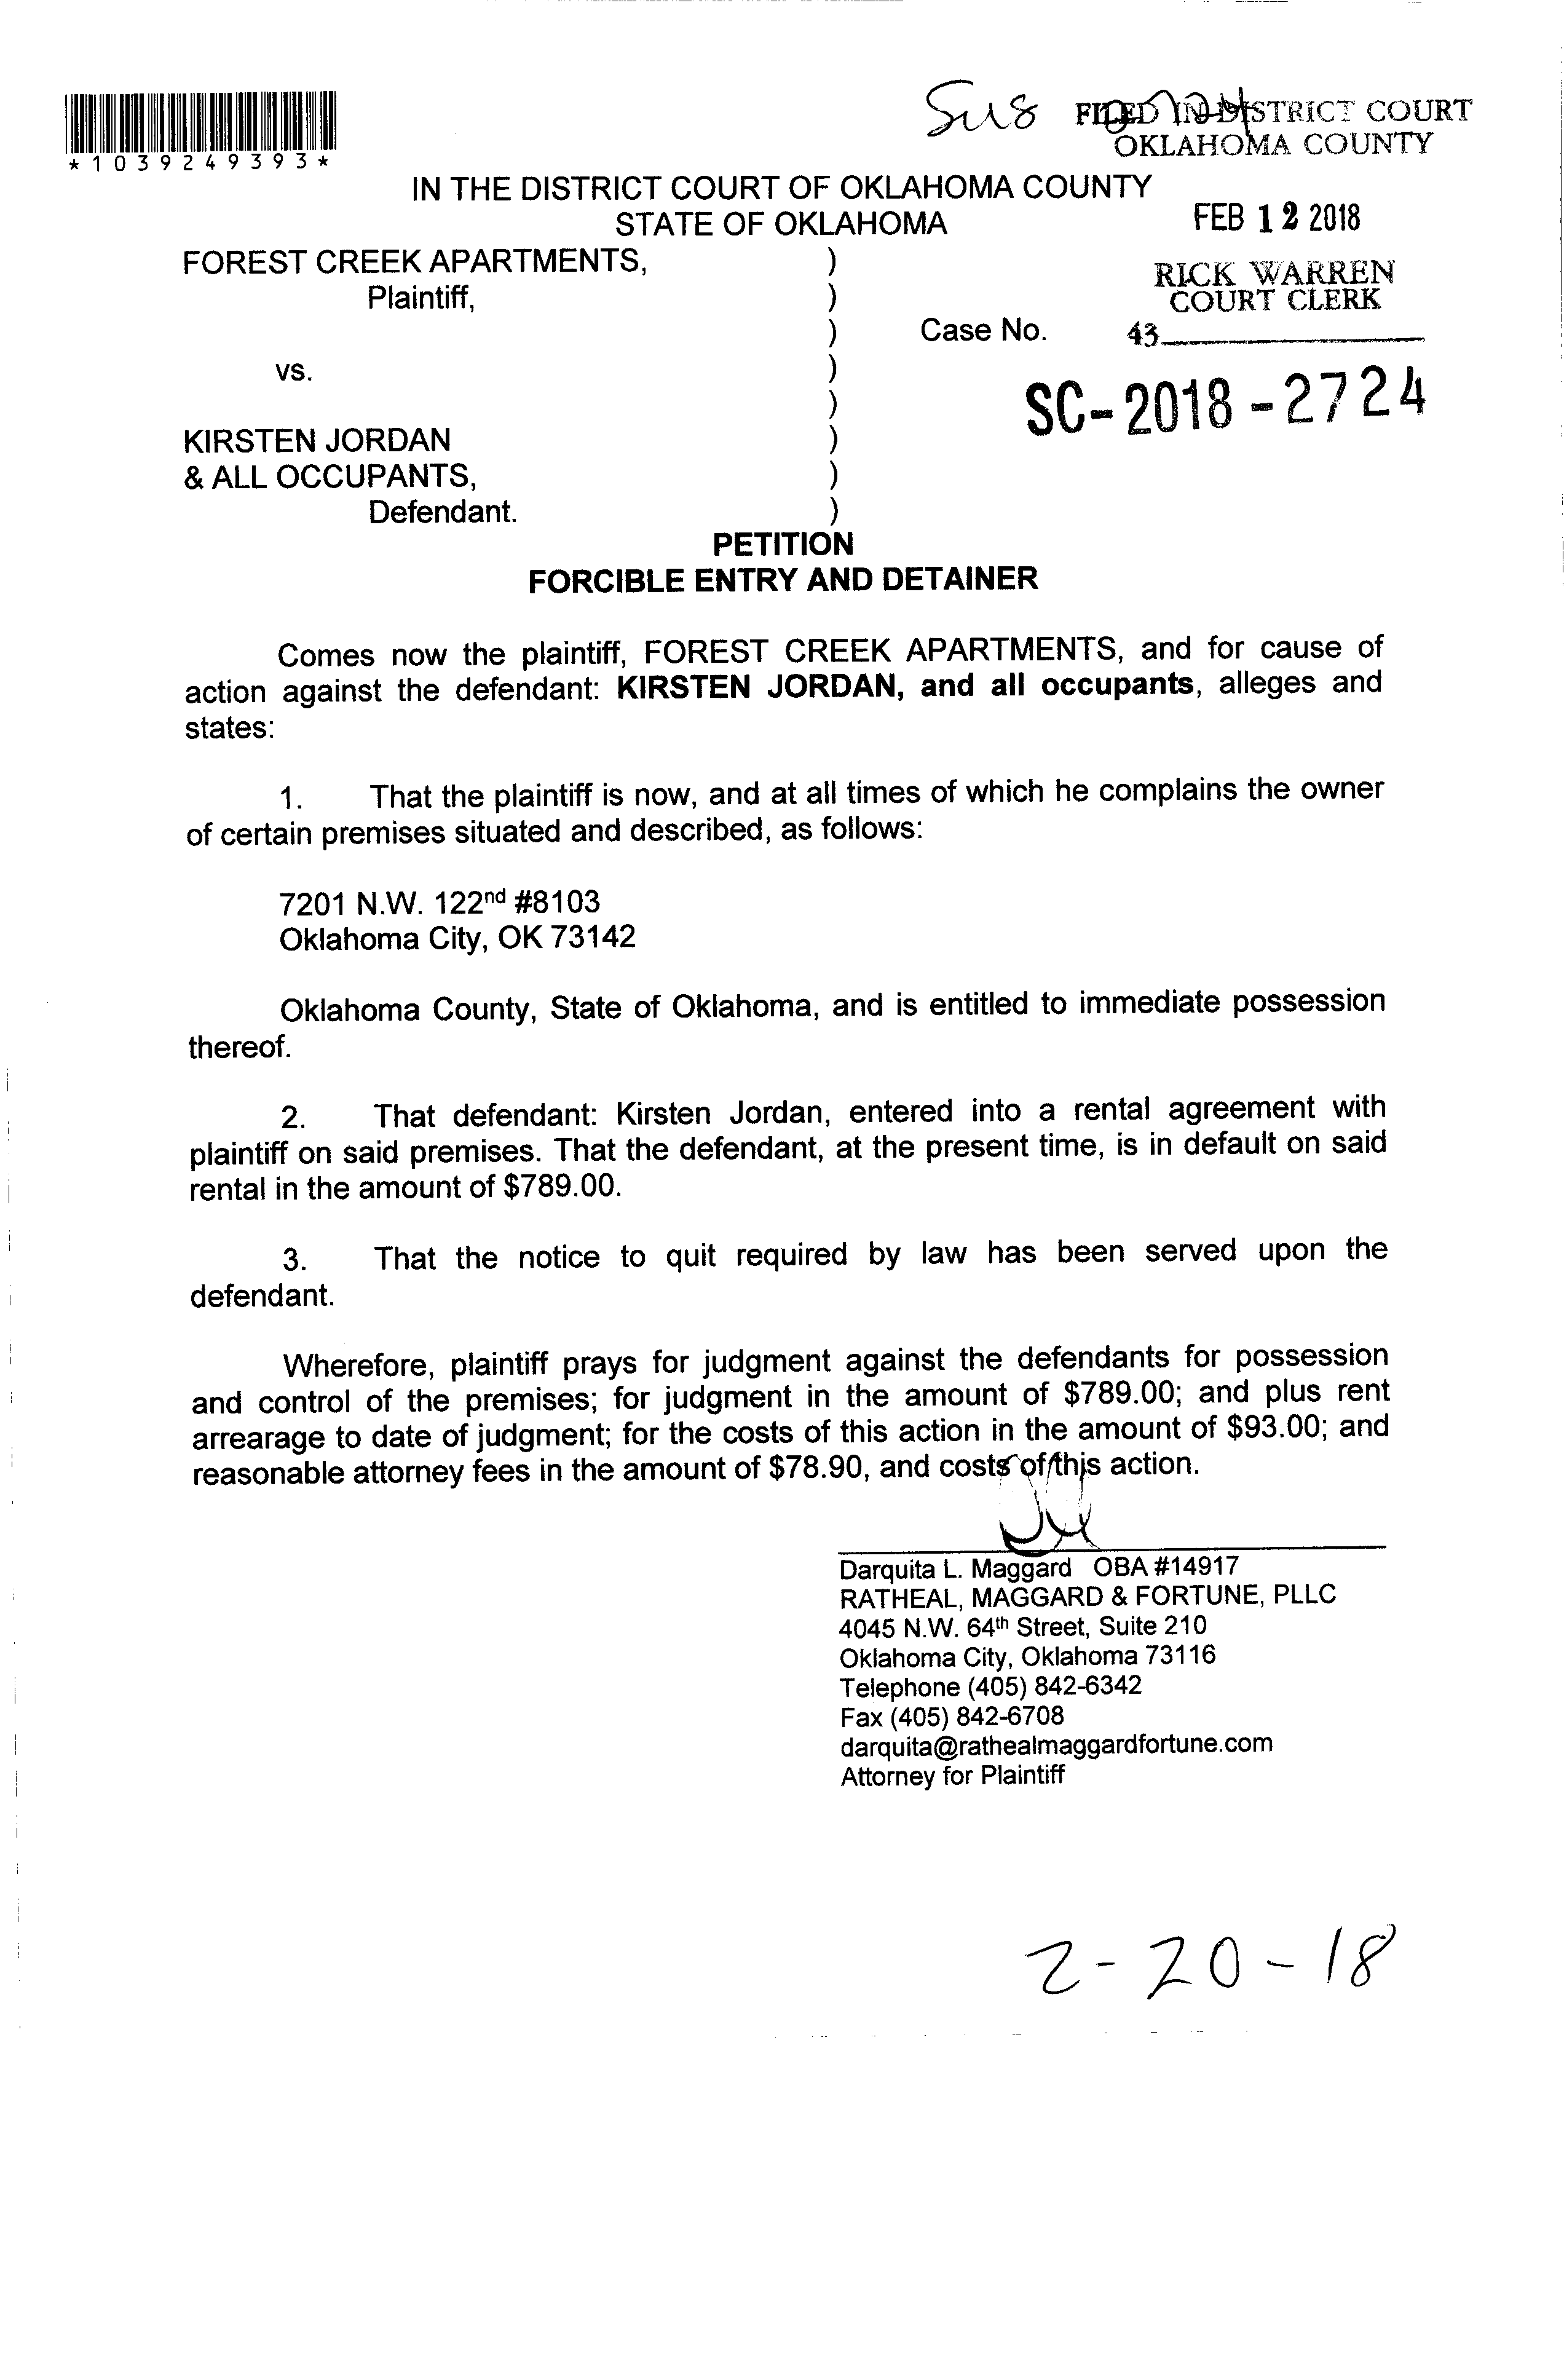 *1039249393*
FILED IN DISTRICT COURT
OKLAHOMA COUNTY
IN THE DISTRICT COURT OF OKLAHOMA COUNTY
STATE OF OKLAHOMA
FEB 12 2018
FOREST CREEK APARTMENTS, )
Plaintiff, )
RICK WARREN
COURT CLERK
) Case No. 43
vs. )
)
SC-2018-2724
KIRSTEN JORDAN )
& ALL OCCUPANTS, )
Defendant. )
PETITION
FORCIBLE ENTRY AND DETAINER
Comes now the plaintiff, FOREST CREEK APARTMENTS, and for cause of
action against the defendant: KIRSTEN JORDAN, and all occupants, alleges and
states:
1. That the plaintiff is now, and at all times of which he complains the owner
of certain premises situated and described, as follows:
7201 N.W. 122nd #8103
Oklahoma City, OK 73142
Oklahoma County, State of Oklahoma, and is entitled to immediate possession
thereof.
2. That defendant: Kirsten Jordan, entered into a rental agreement with
plaintiff on said premises. That the defendant, at the present time, is in default on said
rental in the amount of $789.00.
3. That the notice to quit required by law has been served upon the
defendant.
Wherefore, plaintiff prays for judgment against the defendants for possession
and control of the premises; for judgment in the amount of $789.00; and plus rent
arrearage to date of judgment; for the costs of this action in the amount of $93.00; and
reasonable attorney fees in the amount of $78.90, and costs of this action.
Darquita L. Maggard OBA #14917
RATHEAL, MAGGARD & FORTUNE, PLLC
4045 N.W. 64th Street, Suite 210
Oklahoma City, Oklahoma 73116
Telephone (405) 842-6342
Fax (405) 842-6708
darquita@rathealmaggardfortune.com
Attorney for Plaintiff
2-20-18